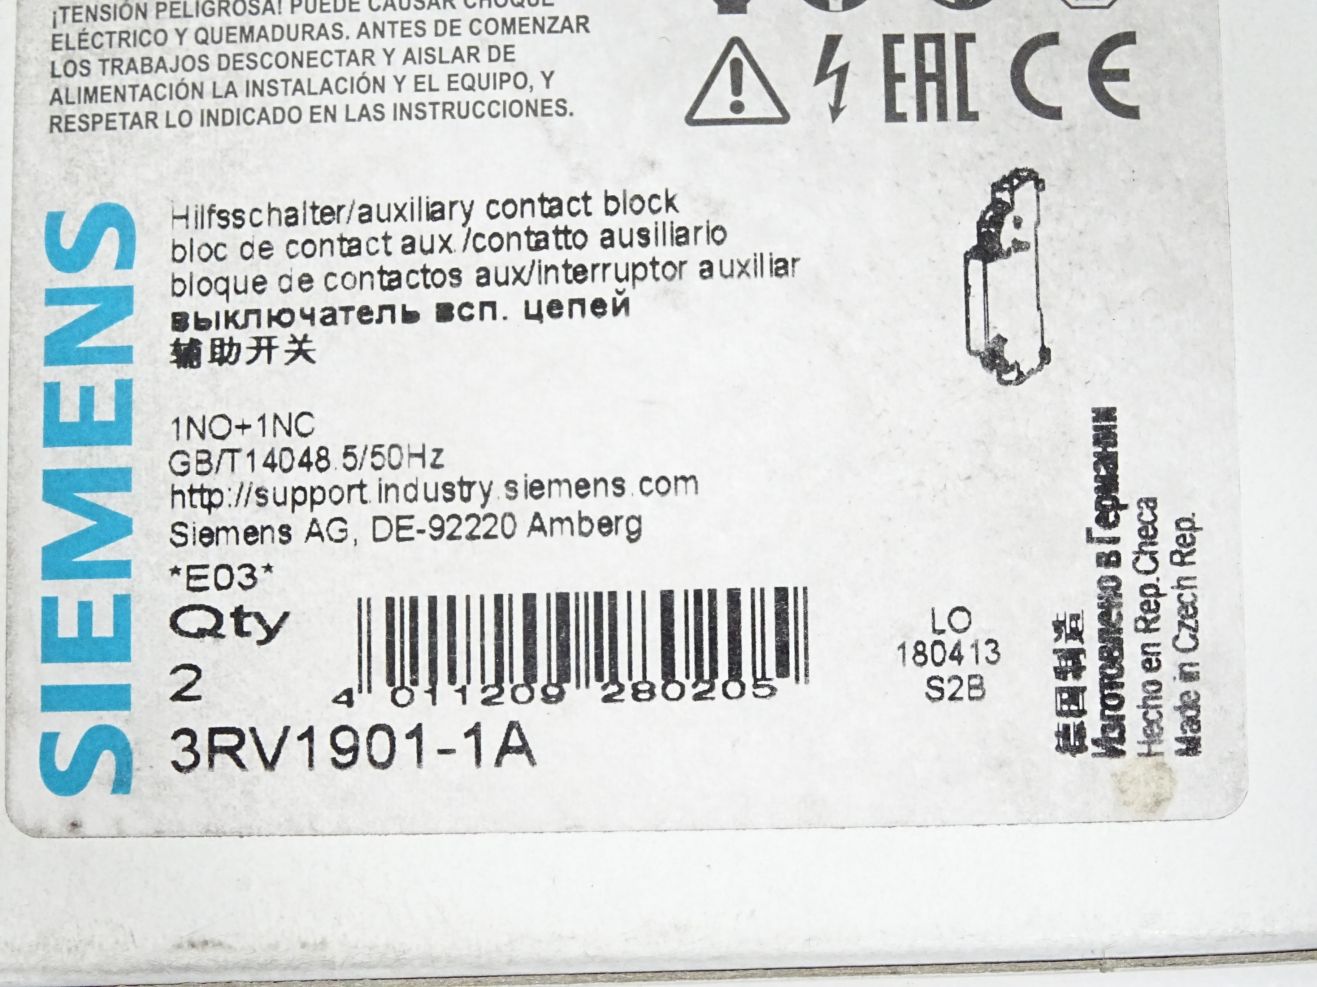 ¡TENSIÓN PELIGROSA! PUEDE CAUSAR CHOQUE
ELÉCTRICO Y QUEMADURAS. ANTES DE COMENZAR
LOS TRABAJOS DESCONECTAR Y AISLAR DE
ALIMENTACIÓN LA INSTALACIÓN Y EL EQUIPO, Y
RESPETAR LO INDICADO EN LAS INSTRUCCIONES.
EAC CE
SIEMENS
Hilfsschalter/auxiliary contact block
bloc de contact aux./contatto ausiliario
bloque de contactos aux/interruptor auxiliar
выключатель всп. цепей
辅助开关
1NO+1NC
GB/T14048.5/50Hz
http://support.industry.siemens.com
Siemens AG, DE-92220 Amberg
*E03*
Qty
2
4 011209 280205
3RV1901-1A
LO
180413
S2B
德国制造
Изготовлено в Германии
Hecho en Rep.Checa
Made in Czech Rep.